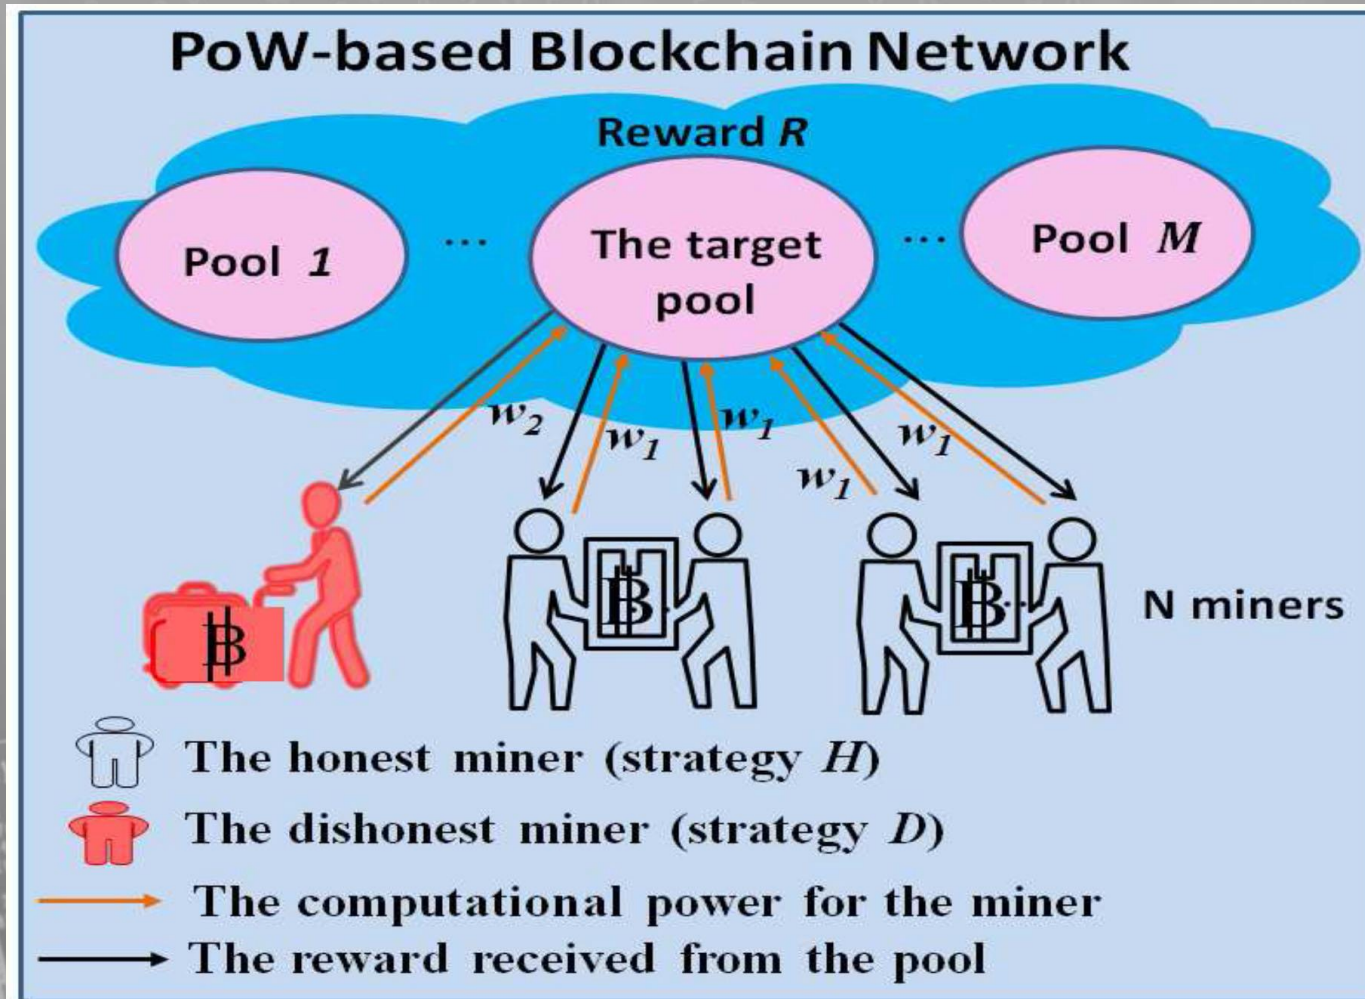 PoW-based Blockchain Network
Reward R
Pool 1
...
The target
pool
...
Pool M
w2
w1
w1
w1
w1
N miners
The honest miner (strategy H)
The dishonest miner (strategy D)
The computational power for the miner
The reward received from the pool